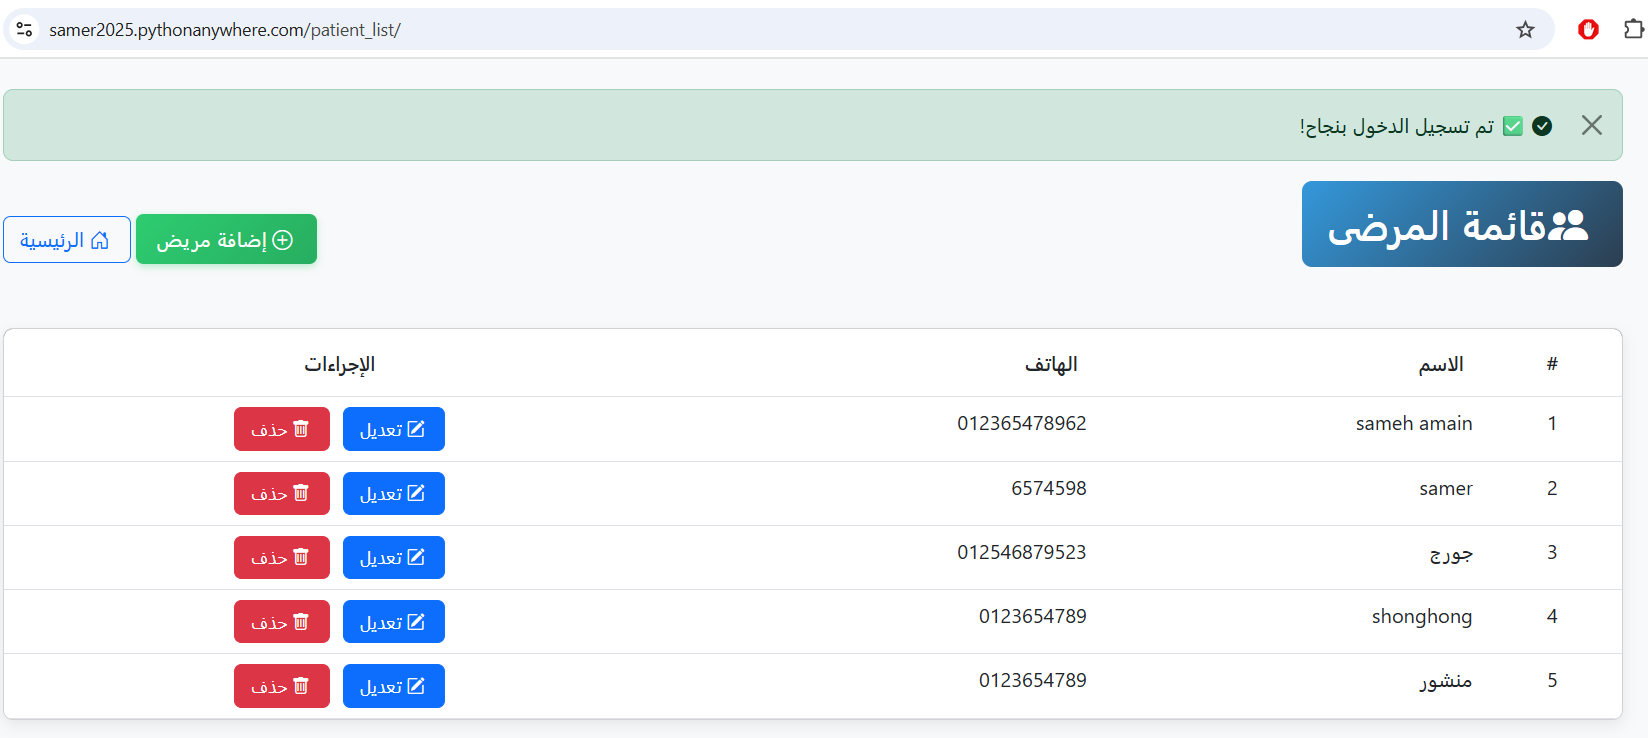 samer2025.pythonanywhere.com/patient_list/
تم تسجيل الدخول بنجاح!
قائمة المرضى
إضافة مريض
الرئيسية
# الاسم الهاتف الإجراءات
1 sameh amain 012365478962 تعديل حذف
2 samer 6574598 تعديل حذف
3 جورج 012546879523 تعديل حذف
4 shonghong 0123654789 تعديل حذف
5 منشور 0123654789 تعديل حذف